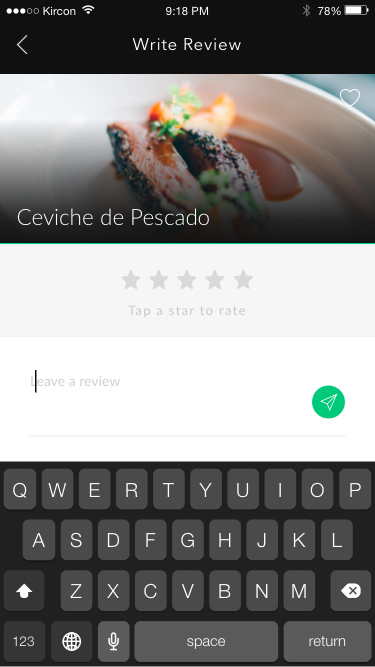 Kircon 9:18 PM 78%
Write Review
Ceviche de Pescado
Tap a star to rate
Leave a review
Q W E R T Y U I O P
A S D F G H J K L
Z X C V B N M
123 space return